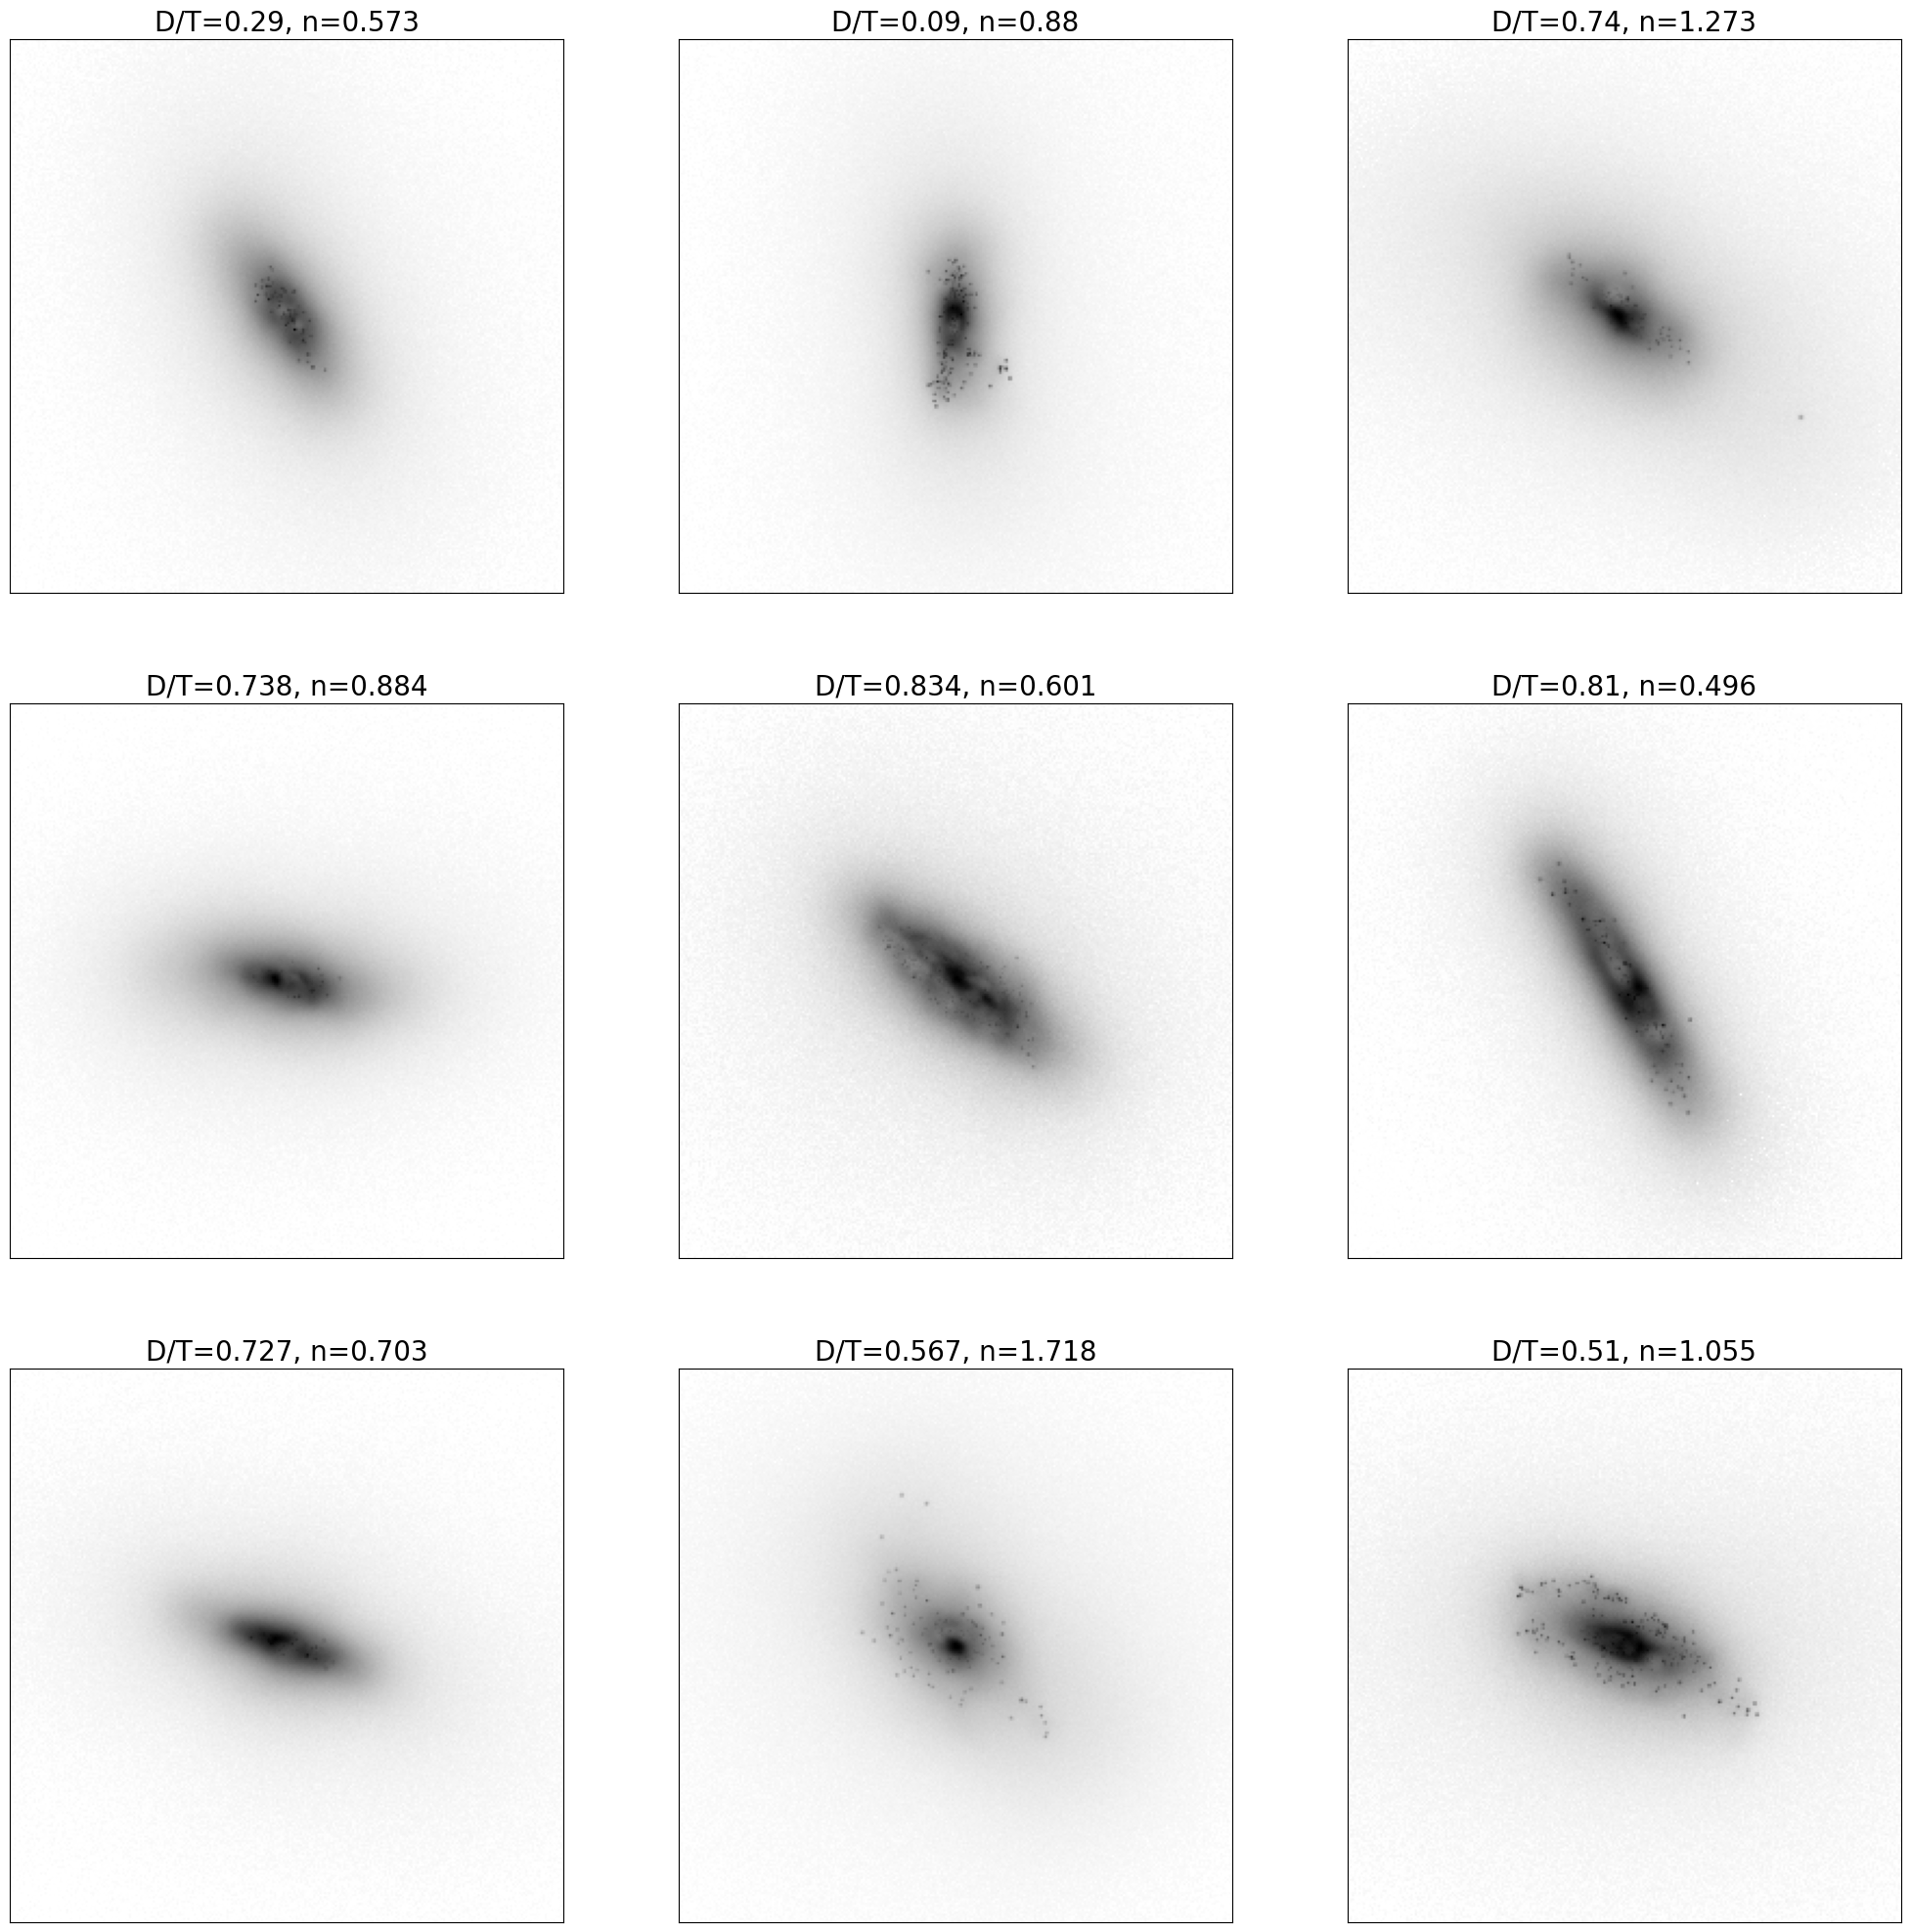 D/T=0.29, n=0.573
D/T=0.09, n=0.88
D/T=0.74, n=1.273
D/T=0.738, n=0.884
D/T=0.834, n=0.601
D/T=0.81, n=0.496
D/T=0.727, n=0.703
D/T=0.567, n=1.718
D/T=0.51, n=1.055